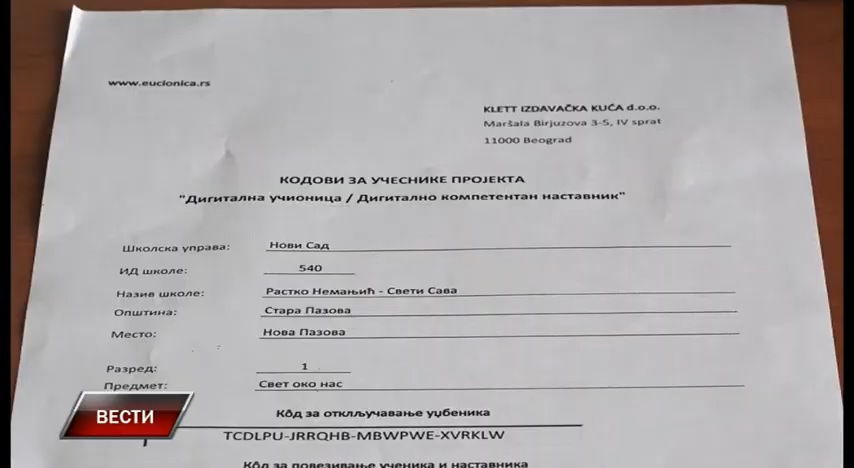 www.eucionica.rs
KLETT IZDAVAČKA KUĆA d.o.o.
Maršala Birjuzova 3-5, IV sprat
11000 Beograd
КОДОВИ ЗА УЧЕСНИКЕ ПРОЈЕКТА
"Дигитална учионица / Дигитално компетентан наставник"
Школска управа: Нови Сад
ИД школе: 540
Назив школе: Растко Немањић - Свети Сава
Општина: Стара Пазова
Место: Нова Пазова
Разред: 1
Предмет: Свет око нас
Кôд за откључавање уџбеника
TCDLPU-JRRQHB-MBWPWE-XVRKLW
Кôд за повезивање ученика и наставника
ВЕСТИ